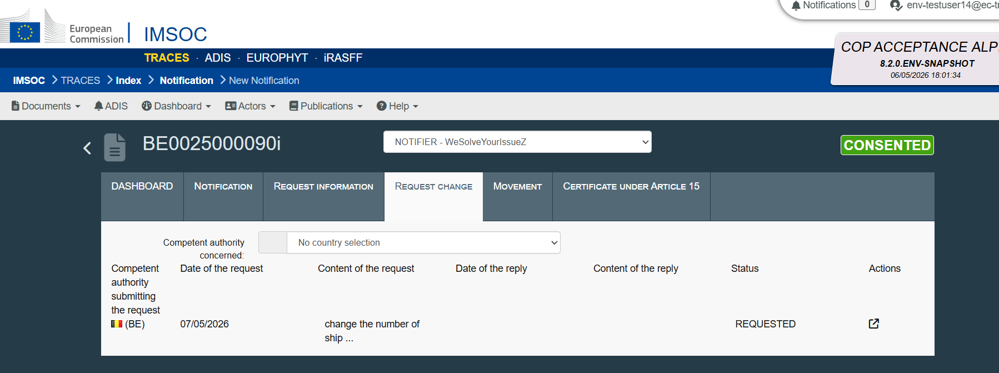 Notifications 0 env-testuser14@ec-tr
European
Commission
IMSOC
TRACES · ADIS · EUROPHYT · iRASFF
COP ACCEPTANCE ALP
8.2.0.ENV-SNAPSHOT
06/05/2026 18:01:34
IMSOC > TRACES > Index > Notification > New Notification
Documents ADIS Dashboard Actors Publications Help
BE0025000090i
NOTIFIER - WeSolveYourIssueZ
CONSENTED
DASHBOARD NOTIFICATION REQUEST INFORMATION REQUEST CHANGE MOVEMENT CERTIFICATE UNDER ARTICLE 15
Competent authority
concerned:
No country selection
Competent
authority
submitting
the request
Date of the request
Content of the request
Date of the reply
Content of the reply
Status
Actions
(BE)
07/05/2026
change the number of
ship ...
REQUESTED